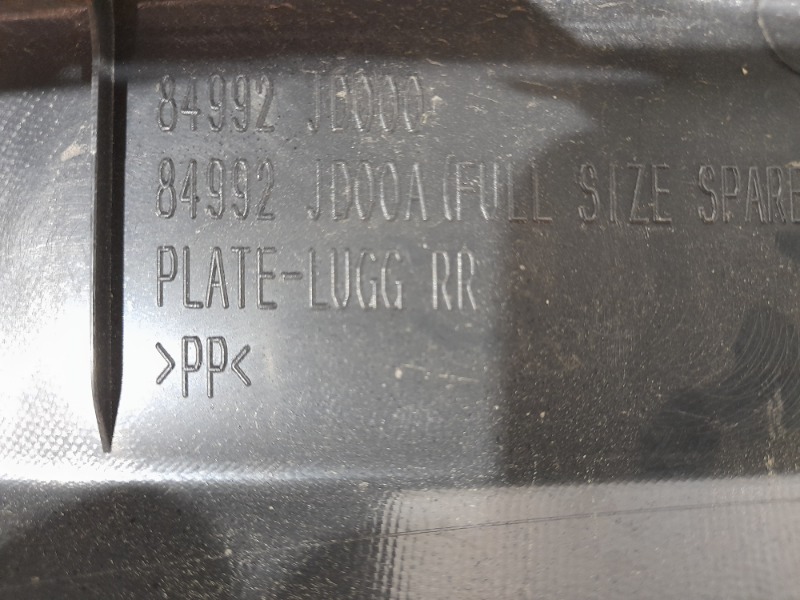 84992 JD000
84992 JD00A (FULL SIZE SPARE
PLATE-LUGG RR
>PP<